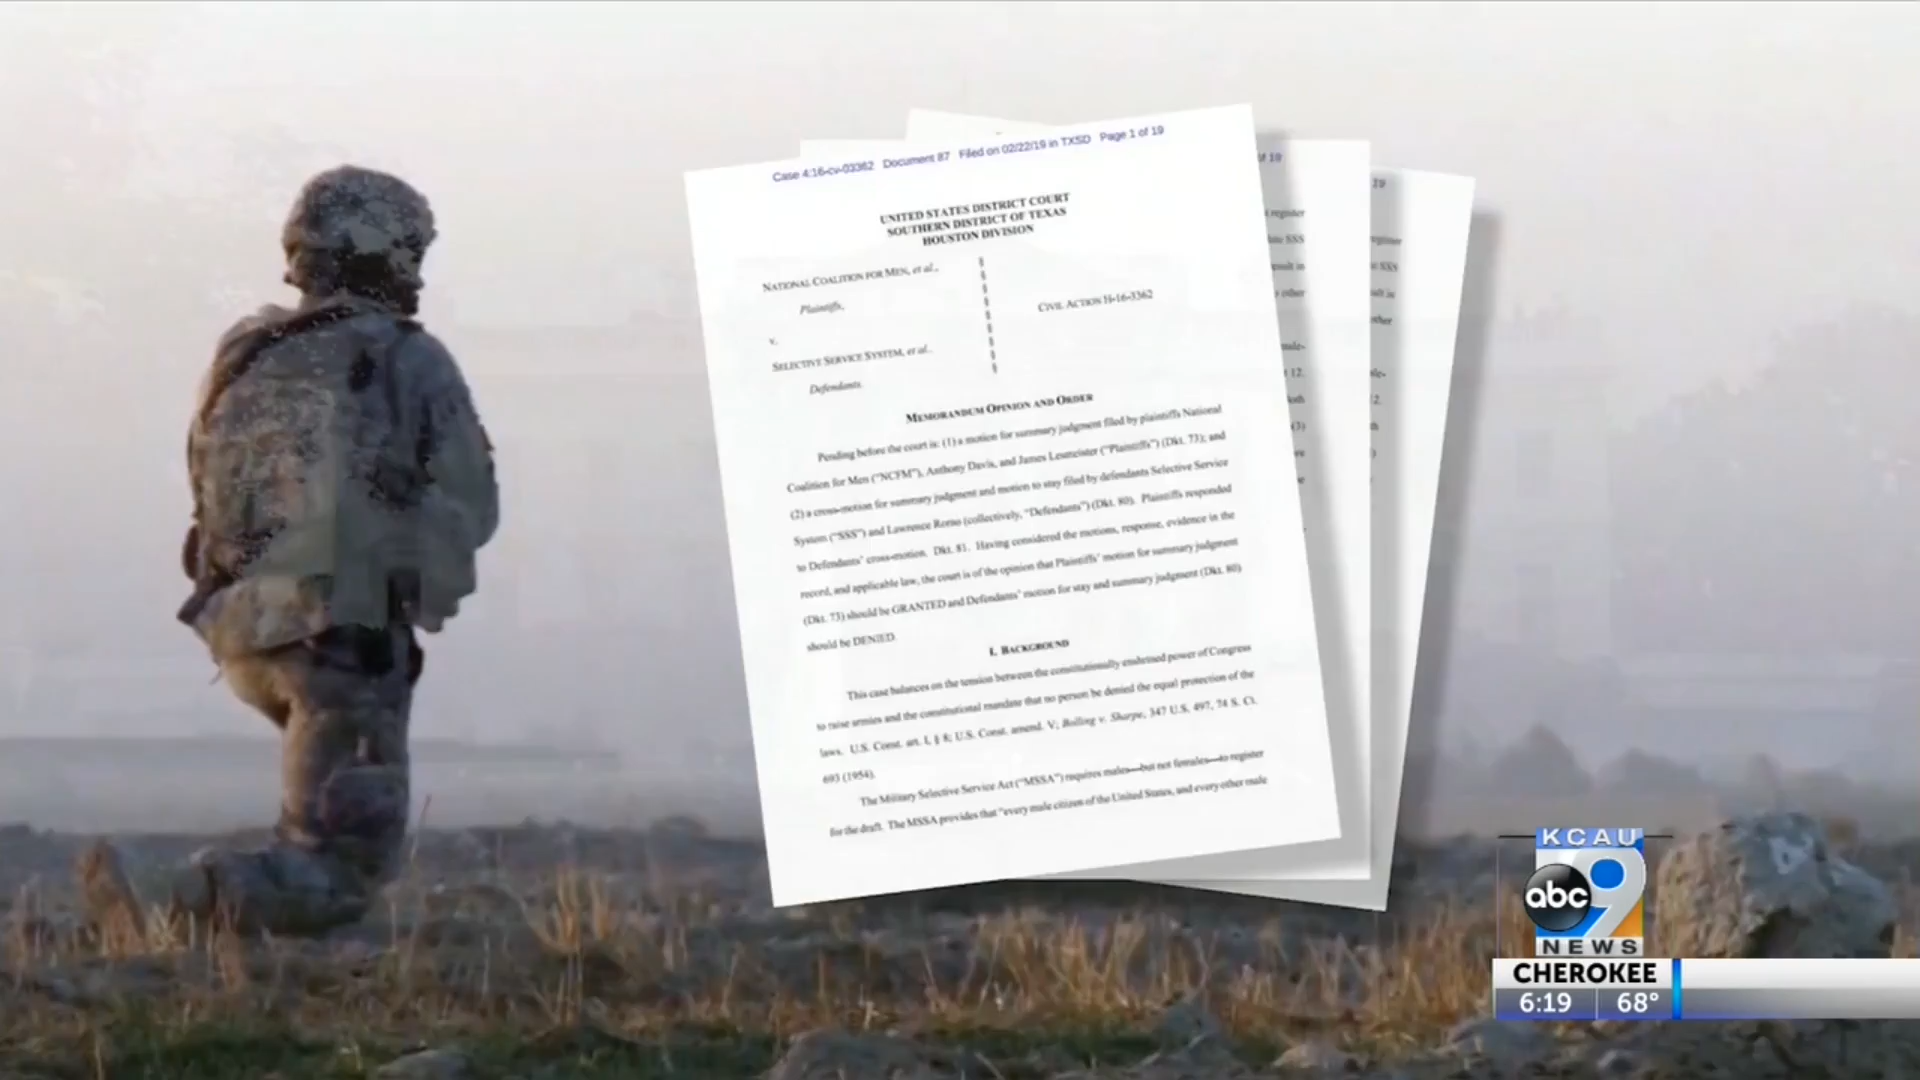 Case 4:16-cv-03362 Document 87 Filed on 02/22/19 in TXSD Page 1 of 19
UNITED STATES DISTRICT COURT
SOUTHERN DISTRICT OF TEXAS
HOUSTON DIVISION
NATIONAL COALITION FOR MEN, et al.,
Plaintiffs,
v.
CIVIL ACTION H-16-3362
SELECTIVE SERVICE SYSTEM, et al.,
Defendants.
MEMORANDUM OPINION AND ORDER
Pending before the court is: (1) a motion for summary judgment filed by plaintiffs National
Coalition for Men (“NCFM”), Anthony Davis, and James Lesmeister (“Plaintiffs”) (Dkt. 73); and
(2) a cross-motion for summary judgment and motion to stay filed by defendants Selective Service
System (“SSS”) and Lawrence Romo (collectively, “Defendants”) (Dkt. 80). Plaintiffs responded
to Defendants’ cross-motion. Dkt. 81. Having considered the motions, response, evidence in the
record, and applicable law, the court is of the opinion that Plaintiffs’ motion for summary judgment
(Dkt. 73) should be GRANTED and Defendants’ motion for stay and summary judgment (Dkt. 80)
should be DENIED.
I. BACKGROUND
This case balances on the tension between the constitutionally enshrined power of Congress
to raise armies and the constitutional mandate that no person be denied the equal protection of the
laws. U.S. Const. art. I, § 8; U.S. Const. amend. V; Bolling v. Sharpe, 347 U.S. 497, 74 S. Ct.
693 (1954).
The Military Selective Service Act (“MSSA”) requires males—but not females—to register
for the draft. The MSSA provides that “every male citizen of the United States, and every other male
of 19
register
SSS
other
12.
(3)
19
register
SSS
KCAU
abc 9
NEWS
CHEROKEE
6:19 68°